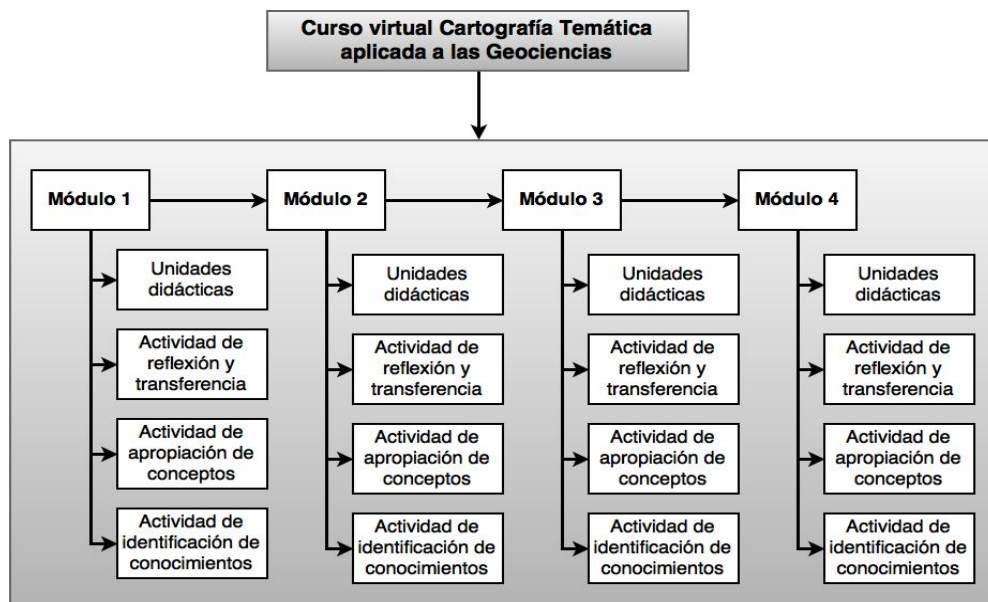 Curso virtual Cartografía Temática
aplicada a las Geociencias
Módulo 1
Módulo 2
Módulo 3
Módulo 4
Unidades
didácticas
Actividad de
reflexión y
transferencia
Actividad de
apropiación de
conceptos
Actividad de
identificación de
conocimientos
Unidades
didácticas
Actividad de
reflexión y
transferencia
Actividad de
apropiación de
conceptos
Actividad de
identificación de
conocimientos
Unidades
didácticas
Actividad de
reflexión y
transferencia
Actividad de
apropiación de
conceptos
Actividad de
identificación de
conocimientos
Unidades
didácticas
Actividad de
reflexión y
transferencia
Actividad de
apropiación de
conceptos
Actividad de
identificación de
conocimientos